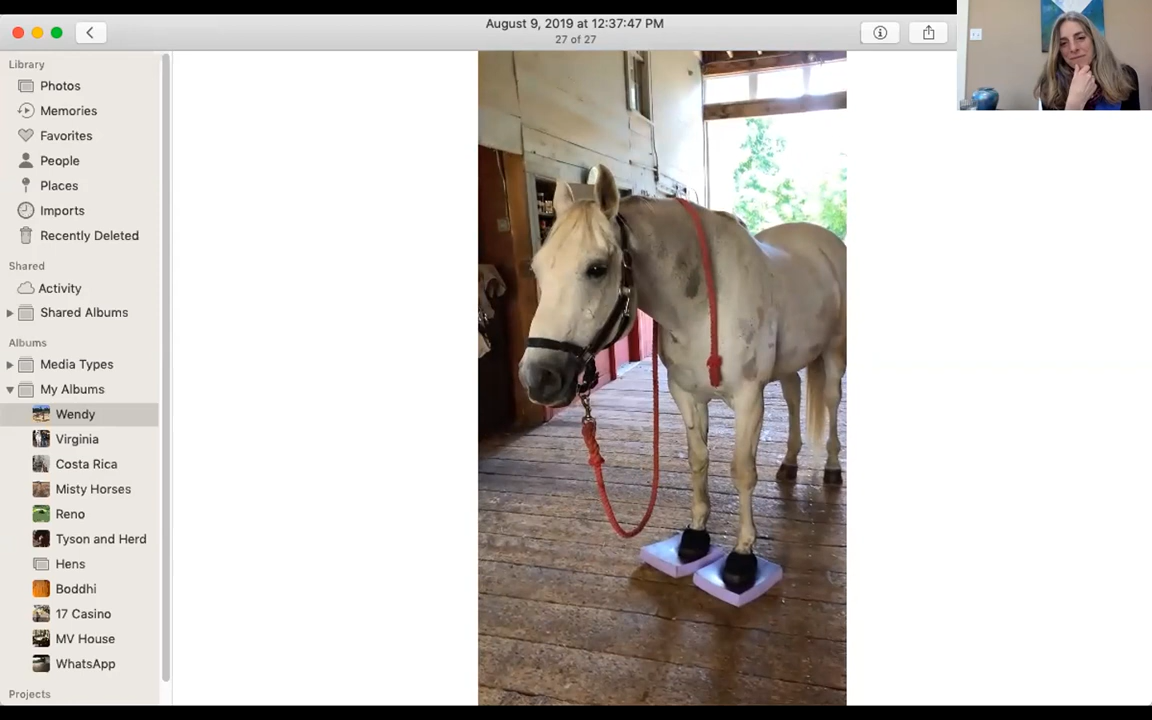 August 9, 2019 at 12:37:47 PM
27 of 27
Library
Photos
Memories
Favorites
People
Places
Imports
Recently Deleted
Shared
Activity
Shared Albums
Albums
Media Types
My Albums
Wendy
Virginia
Costa Rica
Misty Horses
Reno
Tyson and Herd
Hens
Boddhi
17 Casino
MV House
WhatsApp
Projects